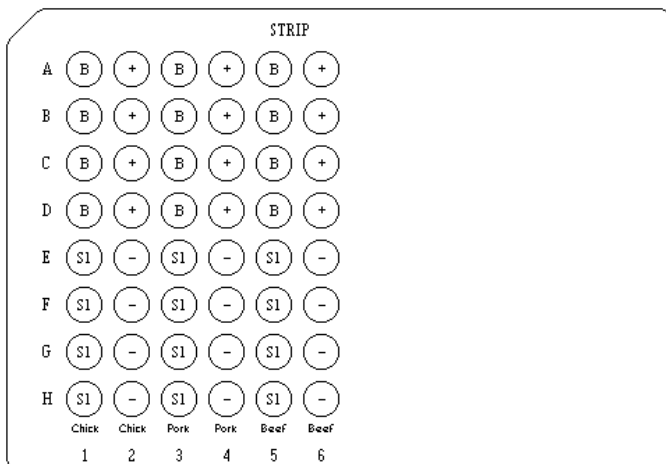 STRIP
A B + B + B +
B B + B + B +
C B + B + B +
D B + B + B +
E S1 - S1 - S1 -
F S1 - S1 - S1 -
G S1 - S1 - S1 -
H S1 - S1 - S1 -
Chick Chick Pork Pork Beef Beef
1 2 3 4 5 6